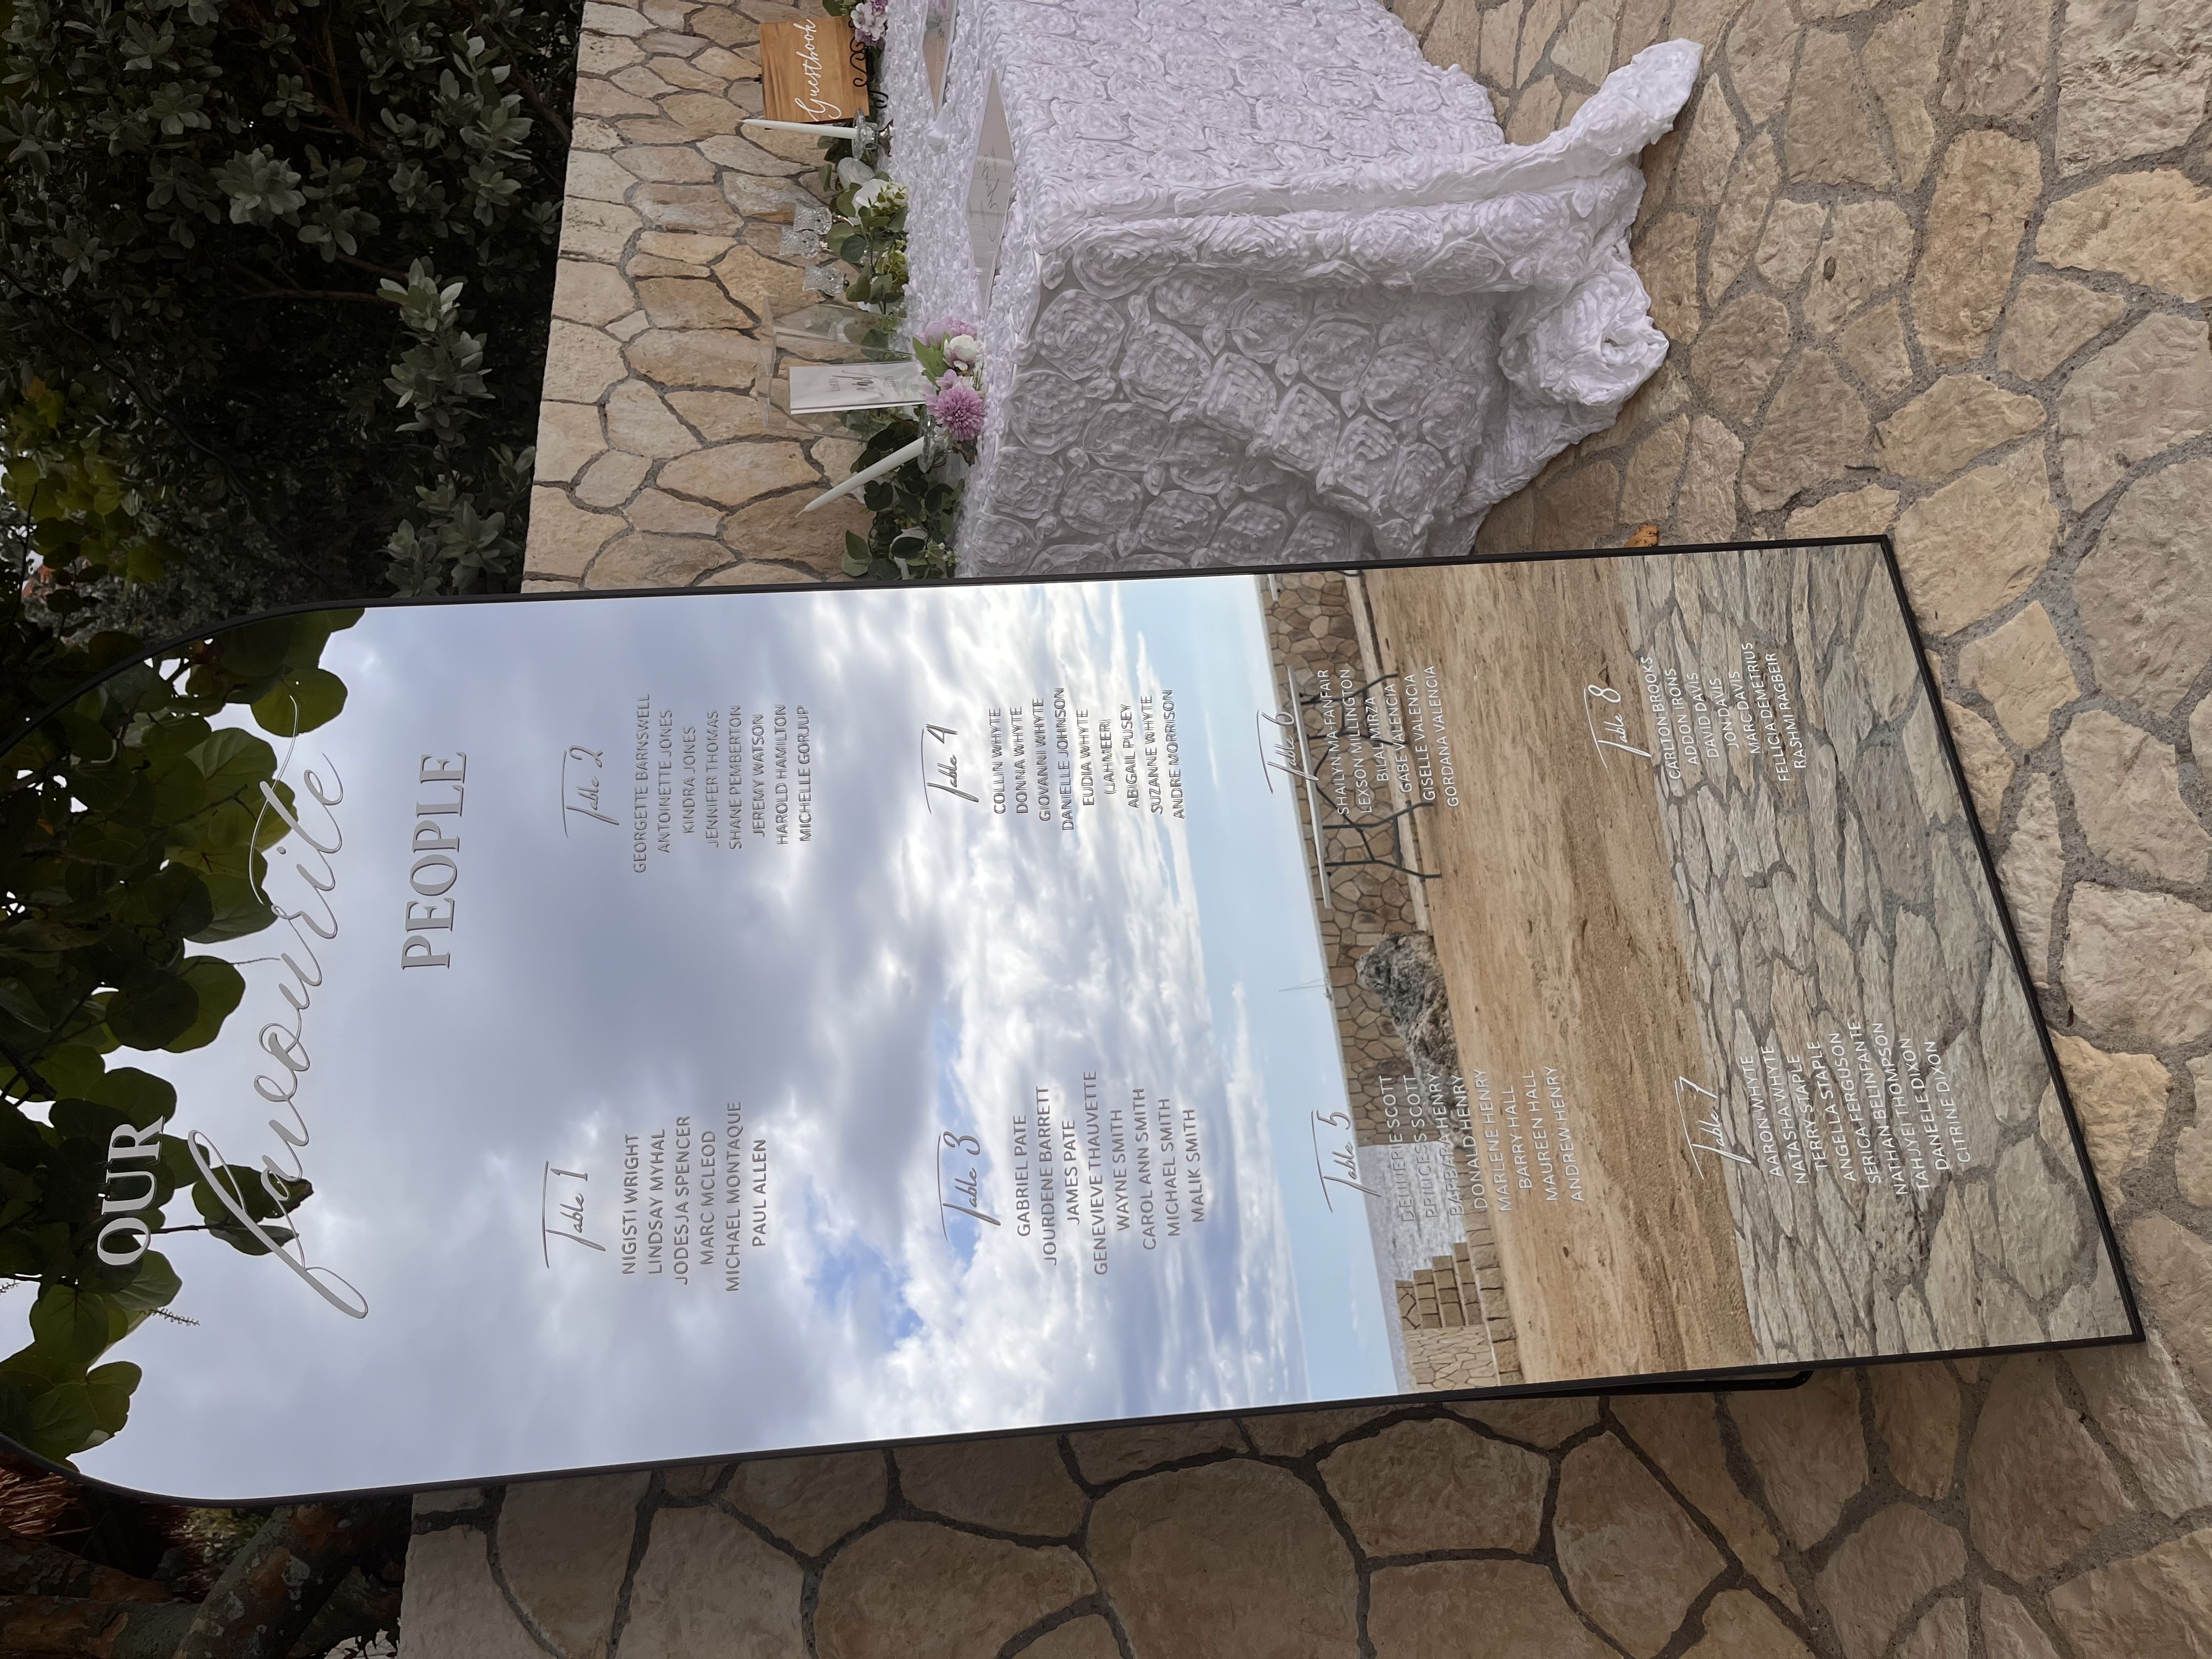 OUR
favourite
PEOPLE
Table 1
NIGISTI WRIGHT
LINDSAY MYHAL
JODESJA SPENCER
MARC MCLEOD
MICHAEL MONTAQUE
PAUL ALLEN
Table 2
GEORGETTE BARNSWELL
ANTOINETTE JONES
KINDRA JONES
JENNIFER THOMAS
SHANE PEMBERTON
JEREMY WATSON
HAROLD HAMILTON
MICHELLE GORJUP
Table 3
GABRIEL PATE
JOURDENE BARRETT
JAMES PATE
GENEVIEVE THAUVETTE
WAYNE SMITH
CAROL ANN SMITH
MICHAEL SMITH
MALIK SMITH
Table 4
COLLIN WHYTE
DONNA WHYTE
GIOVANNI WHYTE
DANIELLE JOHNSON
EUDIA WHYTE
(JAHMEER)
ABIGAIL PUSEY
SUZANNE WHYTE
ANDRE MORRISON
Table 5
SCOTT
PRINCESS SCOTT
BARBARA HENRY
DONALD HENRY
MARLENE HENRY
BARRY HALL
MAUREEN HALL
ANDREW HENRY
Table 6
SHAILYN MA-FANFAIR
LEXSON MILLINGTON
BILAL MIRZA
GABE VALENCIA
GISELLE VALENCIA
GORDANA VALENCIA
Table 7
AARON WHYTE
NATASHA WHYTE
TERRY STAPLE
ANGELLA STAPLE
SERICA FERGUSON
NATHAN BELINFANTE
TAHJYEI THOMPSON
DANEELE DIXON
CITRINE DIXON
Table 8
CARLTON BROOKS
ADDON IRONS
DAVID DAVIS
JON DAVIS
MARC DAVIS
FELLICIA DEMETRIUS
RASHMI RAGBEIR
Guestbook